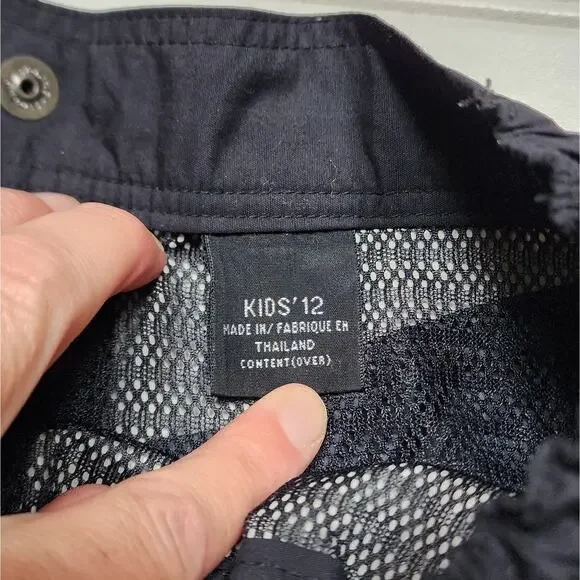 KIDS'12
MADE IN/ FABRIQUE EN
THAILAND
CONTENT(OVER)